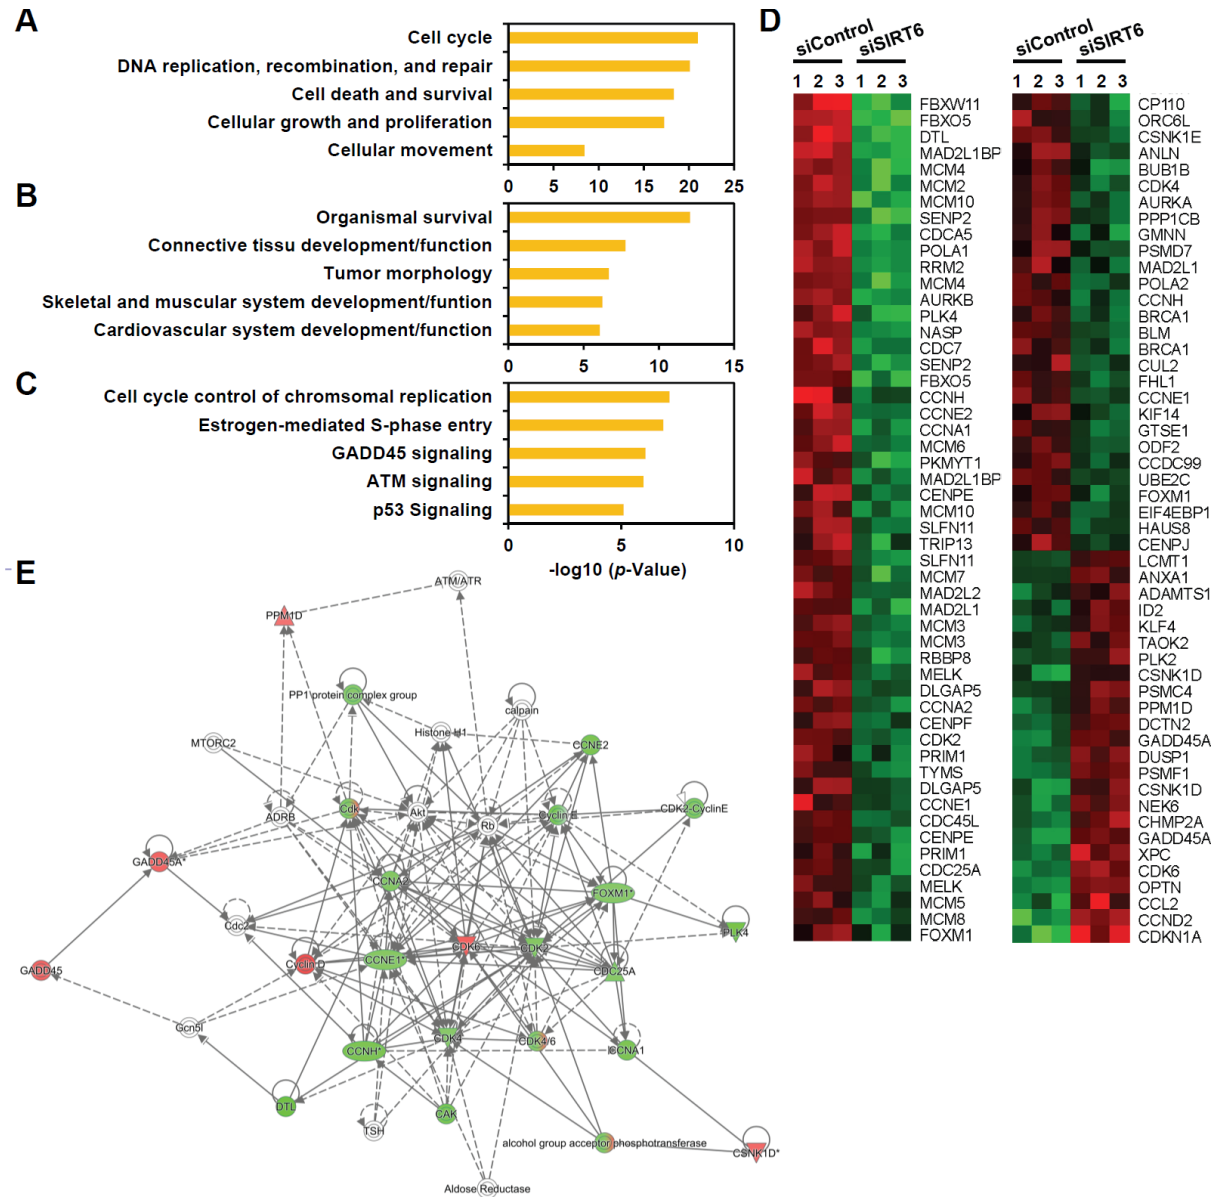 A
Cell cycle
DNA replication, recombination, and repair
Cell death and survival
Cellular growth and proliferation
Cellular movement
0 5 10 15 20 25
B
Organismal survival
Connective tissu development/function
Tumor morphology
Skeletal and muscular system development/funtion
Cardiovascular system development/function
0 5 10 15
C
Cell cycle control of chromsomal replication
Estrogen-mediated S-phase entry
GADD45 signaling
ATM signaling
p53 Signaling
0 5 10
-log10 (p-Value)
D
siControl siSIRT6
1 2 3 1 2 3
FBXW11
FBXO5
DTL
MAD2L1BP
MCM4
MCM2
MCM10
SENP2
CDCA5
POLA1
RRM2
MCM4
AURKB
PLK4
NASP
CDC7
SENP2
FBXO5
CCNH
CCNE2
CCNA1
MCM6
PKMYT1
MAD2L1BP
CENPE
MCM10
SLFN11
TRIP13
SLFN11
MCM7
MAD2L2
MAD2L1
MCM3
MCM3
RBBP8
MELK
DLGAP5
CCNA2
CENPF
CDK2
PRIM1
TYMS
DLGAP5
CCNE1
CDC45L
CENPE
PRIM1
CDC25A
MELK
MCM5
MCM8
FOXM1
siControl siSIRT6
1 2 3 1 2 3
CP110
ORC6L
CSNK1E
ANLN
BUB1B
CDK4
AURKA
PPP1CB
GMNN
PSMD7
MAD2L1
POLA2
CCNH
BRCA1
BLM
BRCA1
CUL2
FHL1
CCNE1
KIF14
GTSE1
ODF2
CCDC99
UBE2C
FOXM1
EIF4EBP1
HAUS8
CENPJ
LCMT1
ANXA1
ADAMTS1
ID2
KLF4
TAOK2
PLK2
CSNK1D
PSMC4
PPM1D
DCTN2
GADD45A
DUSP1
PSMF1
CSNK1D
NEK6
CHMP2A
GADD45A
XPC
CDK6
OPTN
CCL2
CCND2
CDKN1A
E
ATM/ATR
PPM1D
PP1 protein complex group
calpain
Histone H1
MTORC2
CCNE2
ADRB
Cdk
Akt
Rb
Cyclin E
CDK2-CyclinE
GADD45A*
CCNA2
FOXM1*
Cdc2
PLK4
CDK6
CDK2
CCNE1*
Cyclin D
CDC25A
GADD45
Gcn5l
CDK4
CDK4/6
CCNH*
CCNA1
DTL
CAK
TSH
alcohol group acceptor phosphotransferase
CSNK1D*
Aldose Reductase